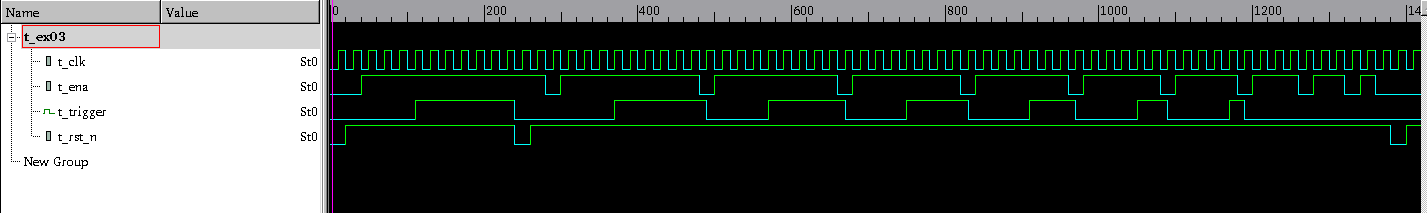 Name Value 0 200 400 600 800 1000 1200 14
t_ex03
t_clk St0
t_ena St0
t_trigger St0
t_rst_n St0
New Group